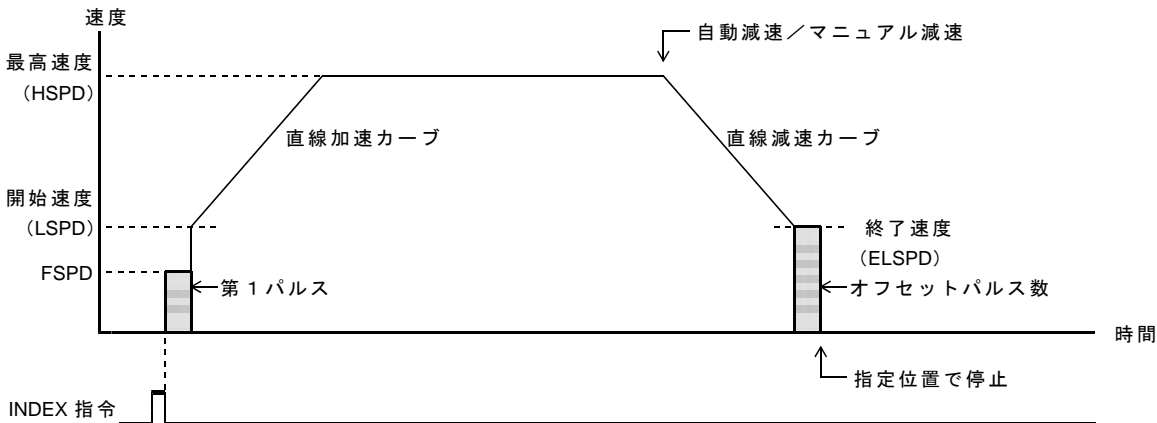 速度
自動減速／マニュアル減速
最高速度
（HSPD）
直線加速カーブ
直線減速カーブ
開始速度
（LSPD）
終了速度
（ELSPD）
FSPD
第１パルス
オフセットパルス数
時間
指定位置で停止
INDEX 指令